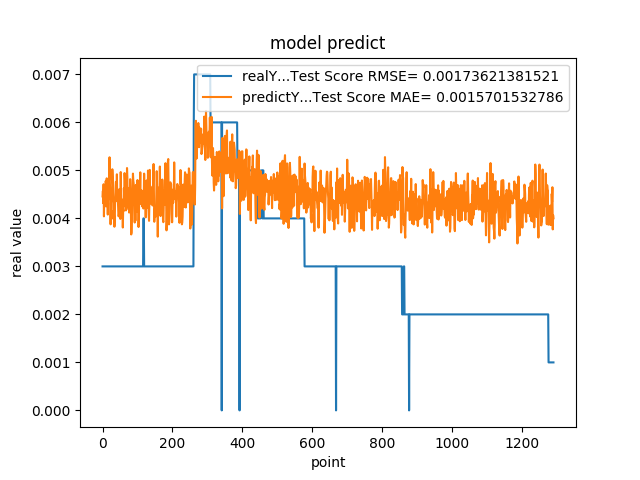 model predict
realY...Test Score RMSE= 0.00173621381521
predictY...Test Score MAE= 0.0015701532786
0.007
0.006
0.005
0.004
0.003
0.002
0.001
0.000
real value
0 200 400 600 800 1000 1200
point